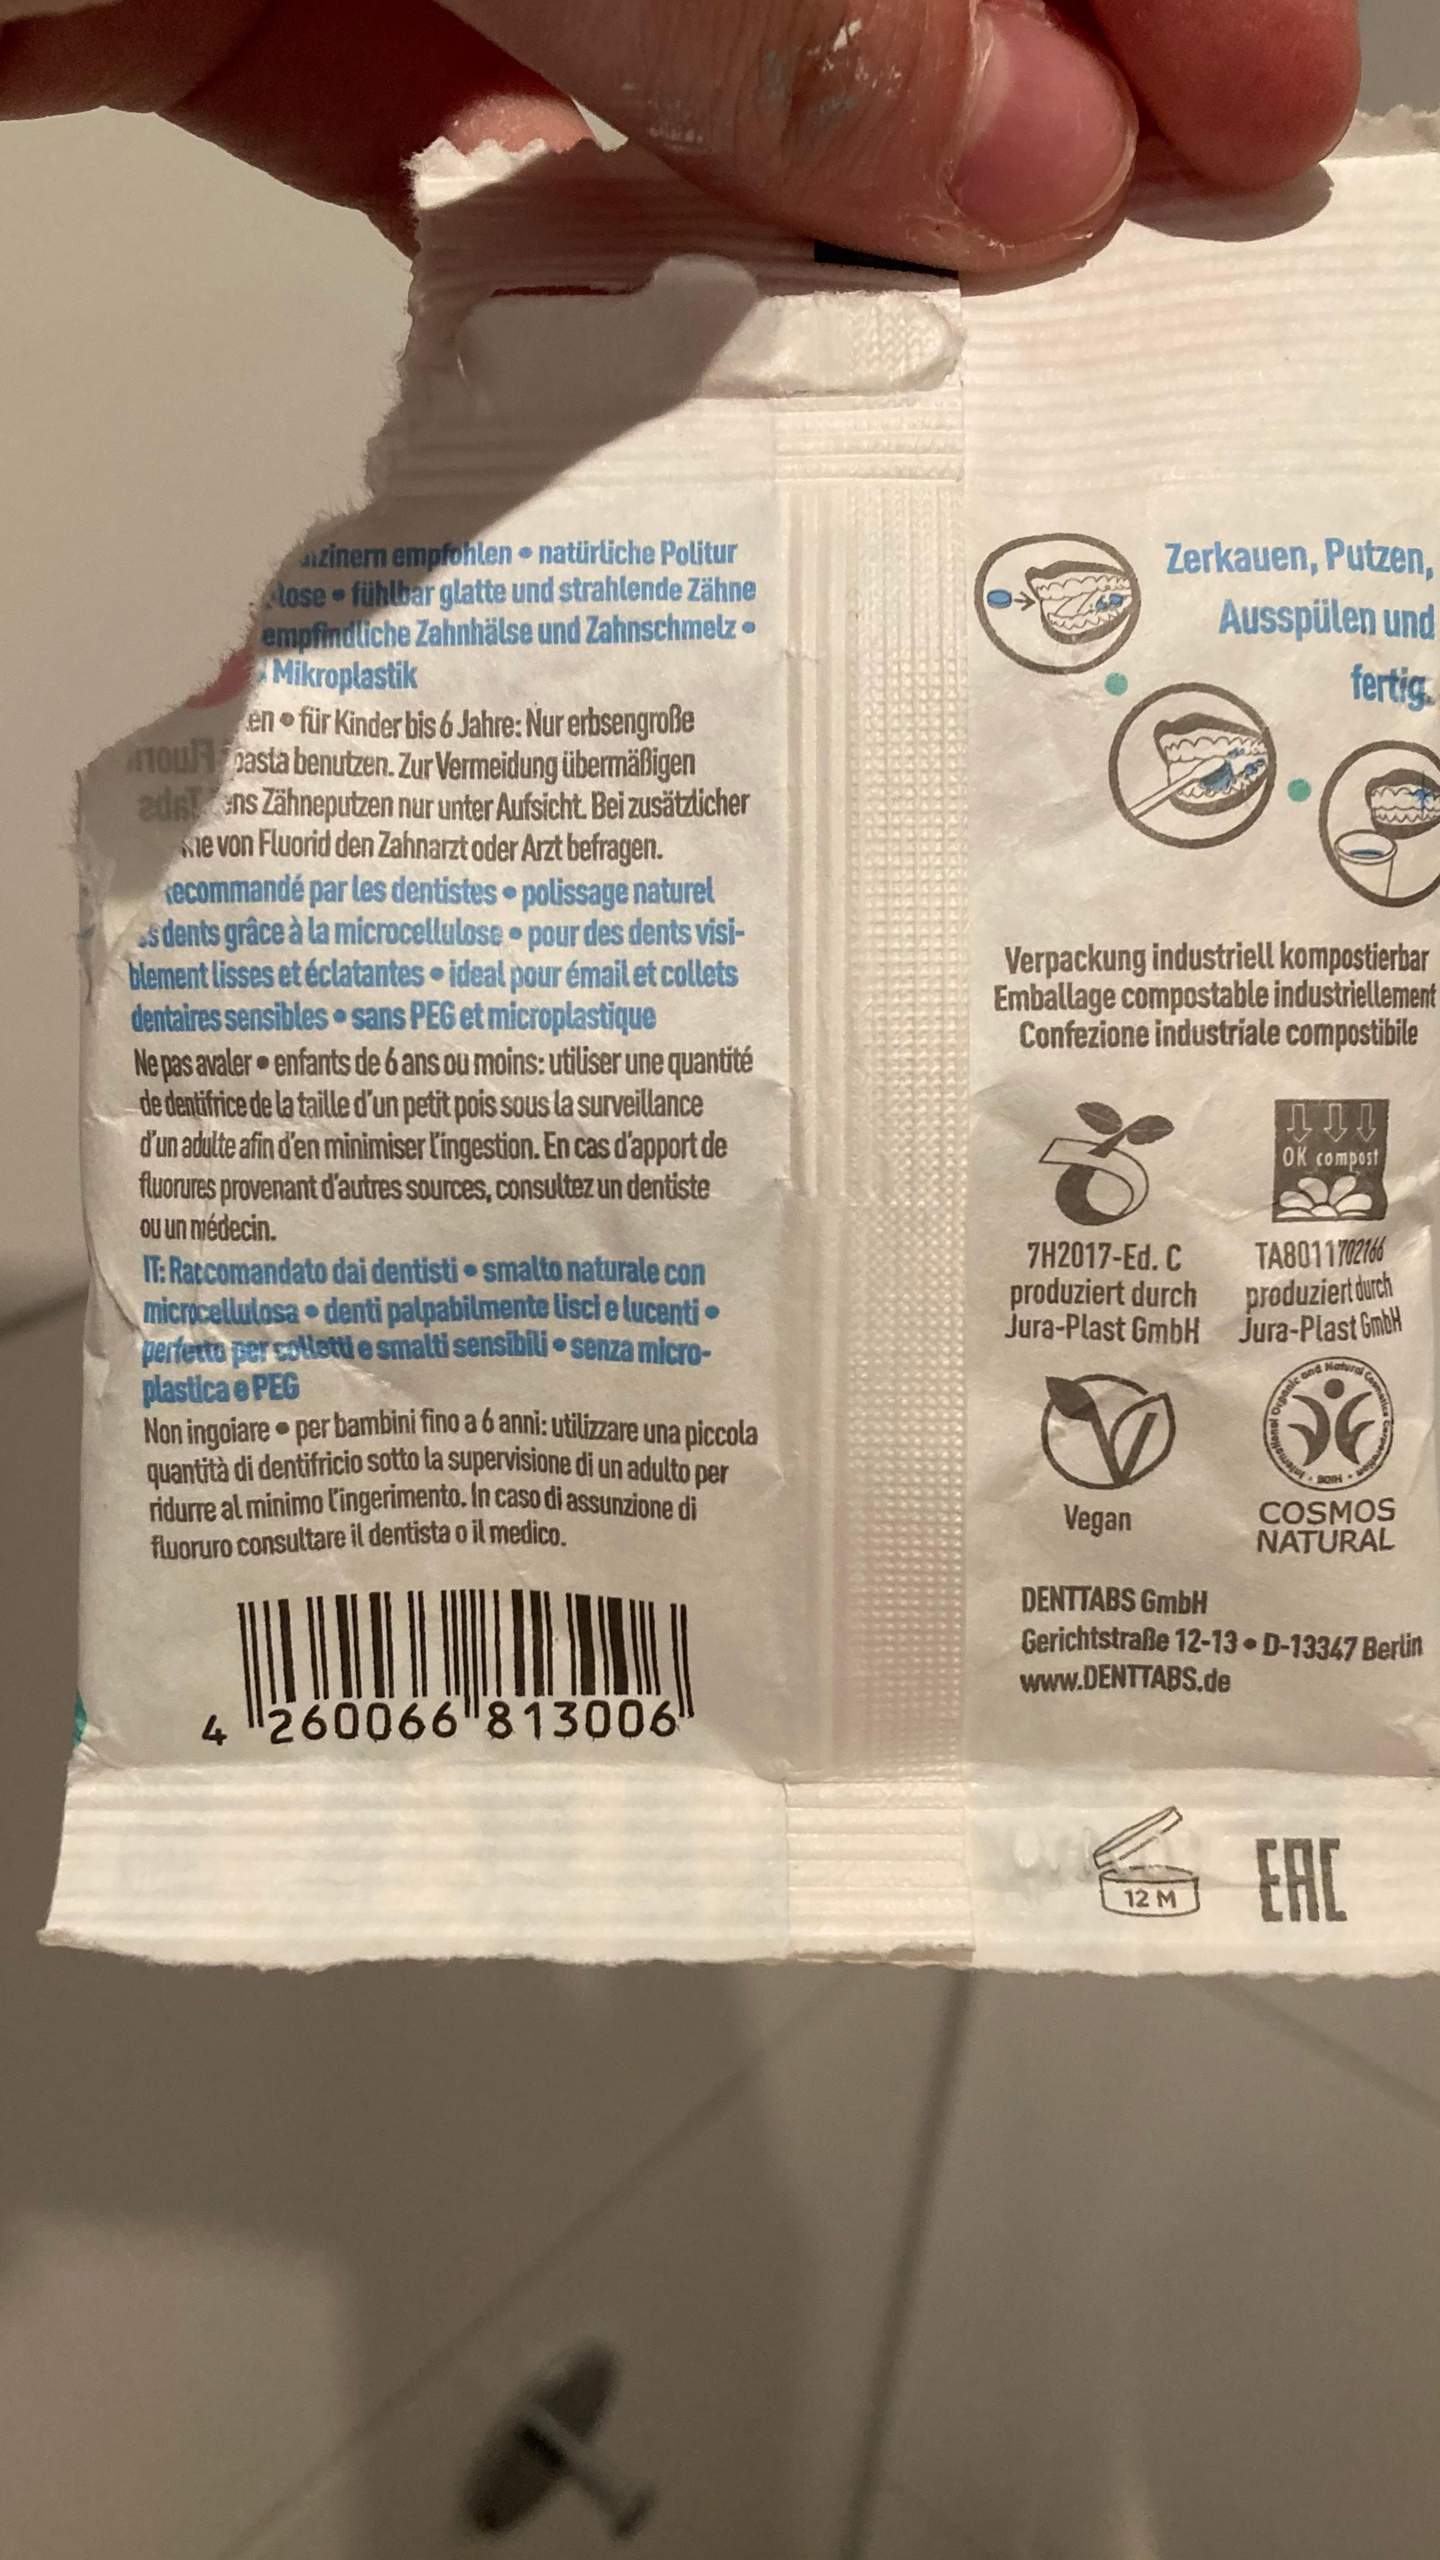 empfohlen • natürliche Politur
lose • fühlbar glatte und strahlende Zähne
empfindliche Zahnhälse und Zahnschmelz •
Mikroplastik
en • für Kinder bis 6 Jahre: Nur erbsengroße
pasta benutzen. Zur Vermeidung übermäßigen
ens Zähneputzen nur unter Aufsicht. Bei zusätzlicher
von Fluorid den Zahnarzt oder Arzt befragen.
ecommandé par les dentistes • polissage naturel
s dents grâce à la microcellulose • pour des dents visi-
blement lisses et éclatantes • ideal pour émail et collets
dentaires sensibles • sans PEG et microplastique
Ne pas avaler • enfants de 6 ans ou moins: utiliser une quantité
de dentifrice de la taille d'un petit pois sous la surveillance
d'un adulte afin d'en minimiser l'ingestion. En cas d'apport de
fluorures provenant d'autres sources, consultez un dentiste
ou un médecin.
IT: Raccomandato dai dentisti • smalto naturale con
microcellulosa • denti palpabilmente lisci e lucenti •
perfetto per colletti e smalti sensibili • senza micro-
plastica e PEG
Non ingoiare • per bambini fino a 6 anni: utilizzare una piccola
quantità di dentifricio sotto la supervisione di un adulto per
ridurre al minimo l'ingerimento. In caso di assunzione di
fluoruro consultare il dentista o il medico.
4 260066 813006
Zerkauen, Putzen,
Ausspülen und
fertig.
Verpackung industriell kompostierbar
Emballage compostable industriellement
Confezione industriale compostibile
OK compost
7H2017-Ed. C
produziert durch
Jura-Plast GmbH
TA8011702166
produziert durch
Jura-Plast GmbH
Vegan
COSMOS
NATURAL
DENTTABS GmbH
Gerichtstraße 12-13 • D-13347 Berlin
www.DENTTABS.de
12 M
EAC